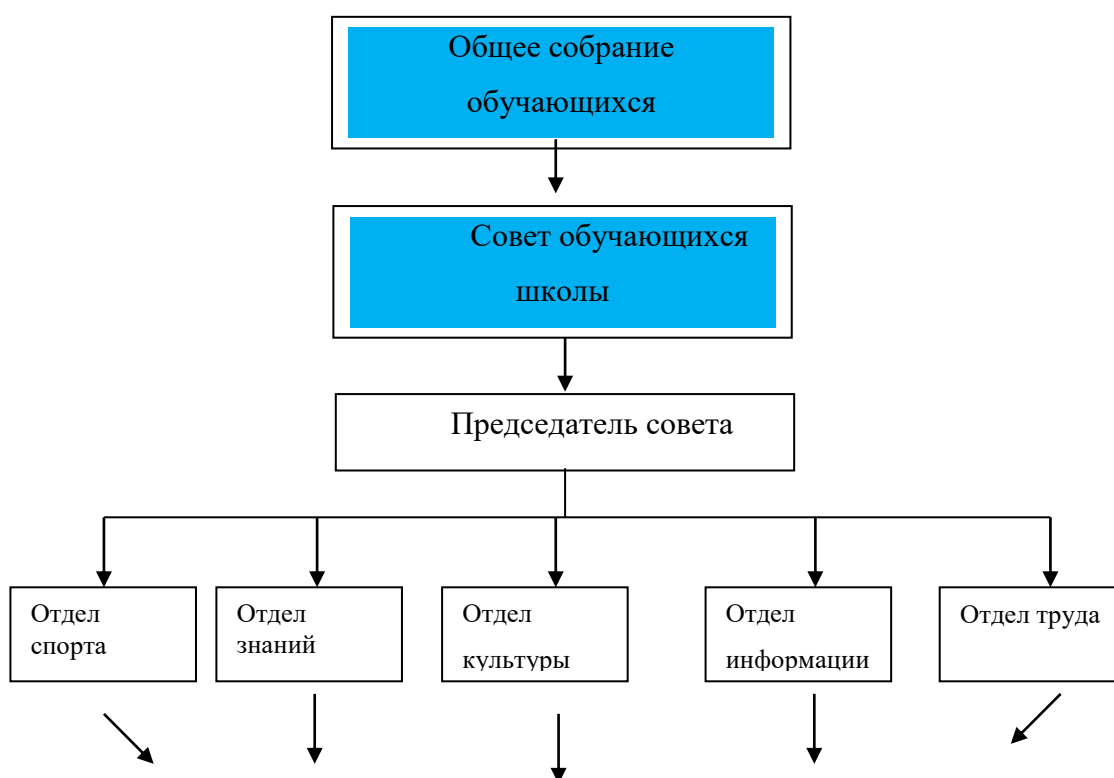 Общее собрание
обучающихся
Совет обучающихся
школы
Председатель совета
Отдел
спорта
Отдел
знаний
Отдел
культуры
Отдел
информации
Отдел труда